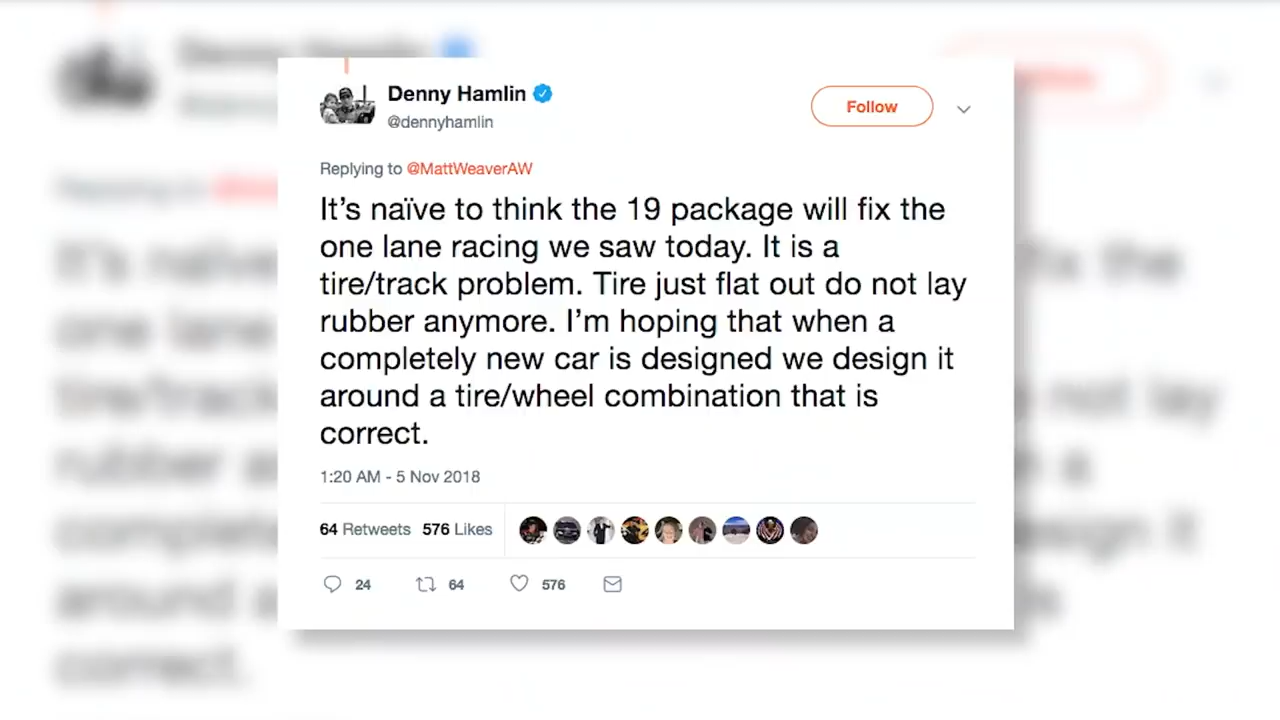 Denny Hamlin
@dennyhamlin
Follow
Replying to @MattWeaverAW
It's naïve to think the 19 package will fix the
one lane racing we saw today. It is a
tire/track problem. Tire just flat out do not lay
rubber anymore. I'm hoping that when a
completely new car is designed we design it
around a tire/wheel combination that is
correct.
1:20 AM - 5 Nov 2018
64 Retweets 576 Likes
24 64 576